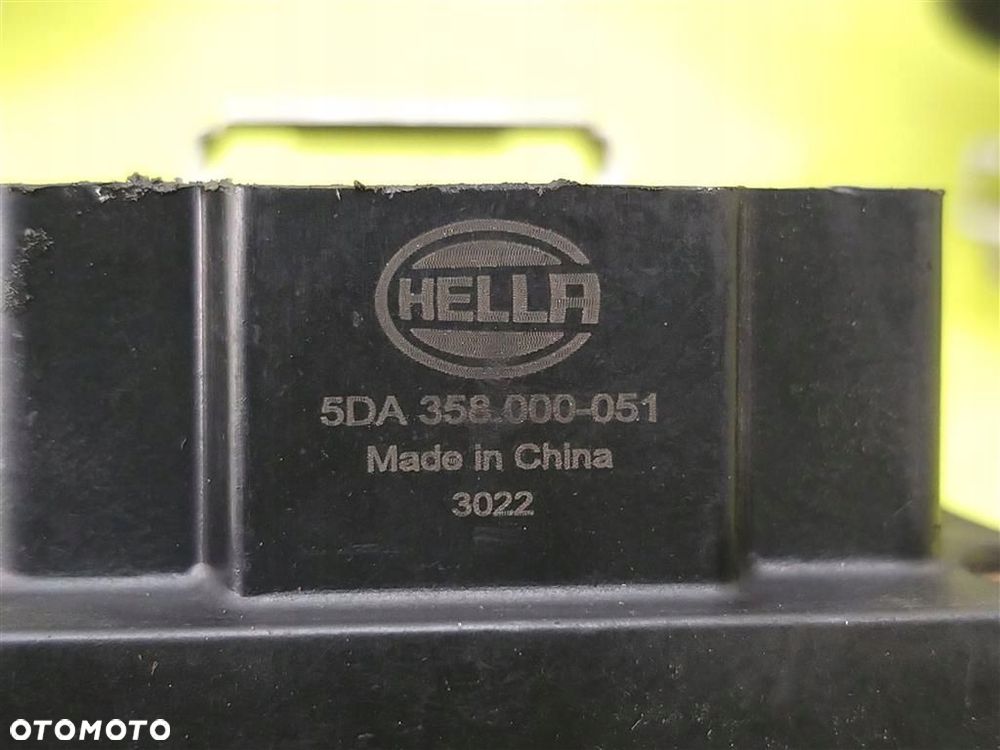 HELLA
5DA 358.000-051
Made in China
3022
OTOMOTO